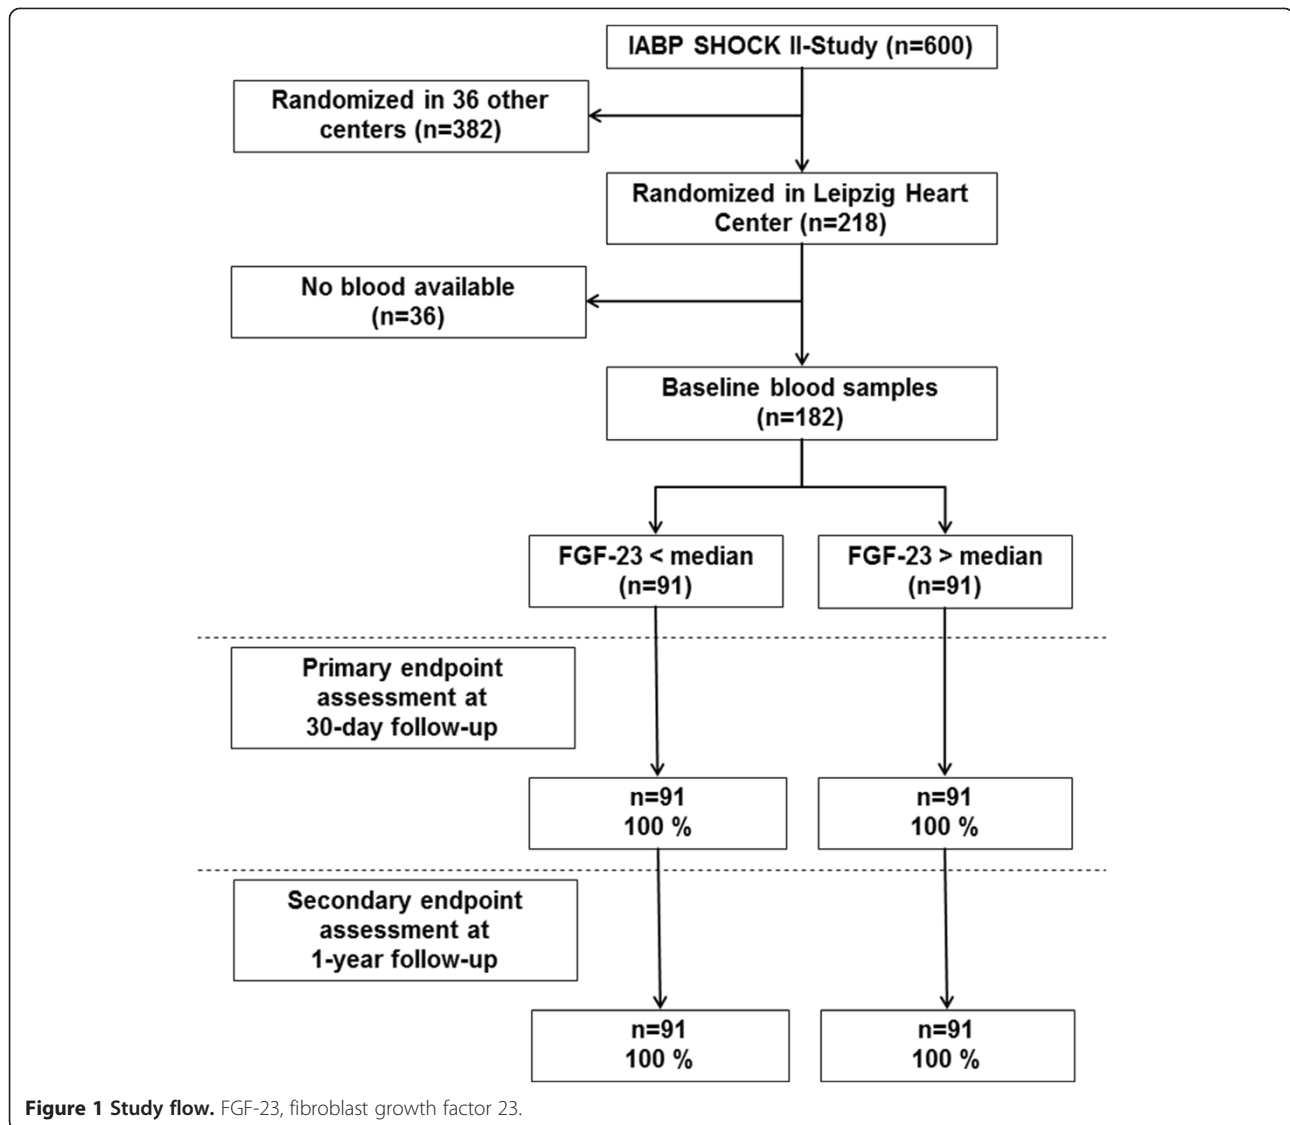 IABP SHOCK II-Study (n=600)
Randomized in 36 other
centers (n=382)
Randomized in Leipzig Heart
Center (n=218)
No blood available
(n=36)
Baseline blood samples
(n=182)
FGF-23 < median
(n=91)
FGF-23 > median
(n=91)
Primary endpoint
assessment at
30-day follow-up
n=91
100 %
n=91
100 %
Secondary endpoint
assessment at
1-year follow-up
n=91
100 %
n=91
100 %
Figure 1 Study flow. FGF-23, fibroblast growth factor 23.